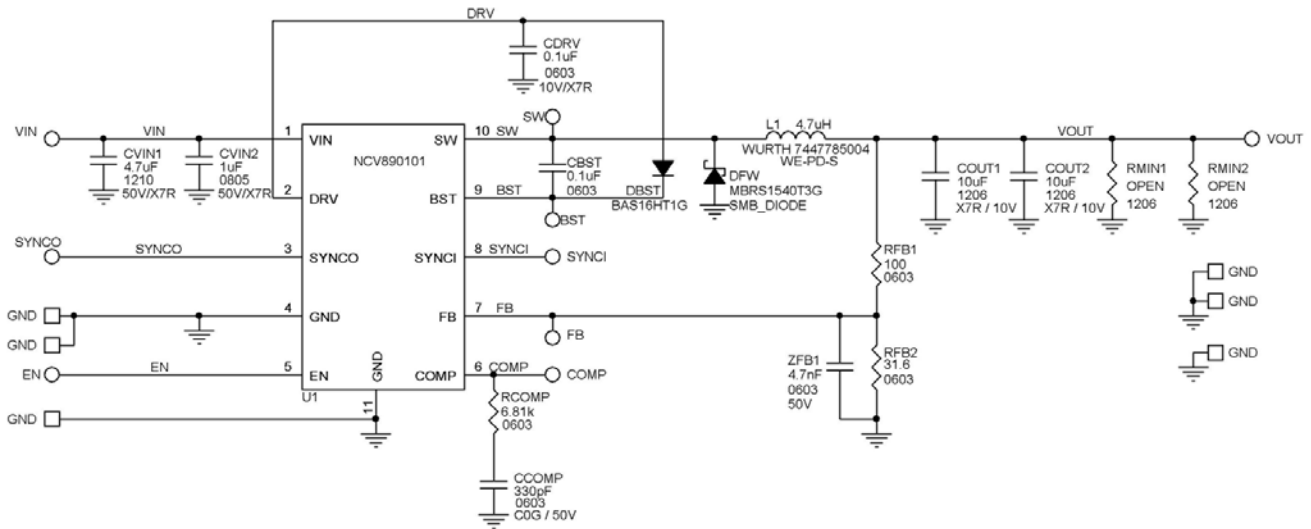 DRV
CDRV
0.1uF
0603
10V/X7R
VIN
VIN
CVIN1
4.7uF
1210
50V/X7R
CVIN2
1uF
0805
50V/X7R
1
VIN
NCV890101
SW
10 SW
SW
CBST
0.1uF
0603
2
DRV
BST
9 BST
BST
DBST
BAS16HT1G
DFW
MBRS1540T3G
SMB_DIODE
L1 4.7uH
WURTH 7447785004
WE-PD-S
VOUT
VOUT
COUT1
10uF
1206
X7R / 10V
COUT2
10uF
1206
X7R / 10V
RMIN1
OPEN
1206
RMIN2
OPEN
1206
SYNCO
SYNCO
3
SYNCO
SYNCI
8 SYNCI
SYNCI
RFB1
100
0603
GND
GND
GND
GND
GND
4
GND
FB
7 FB
FB
ZFB1
4.7nF
0603
50V
RFB2
31.6
0603
EN
EN
5
EN
GND
COMP
6 COMP
COMP
U1
11
GND
RCOMP
6.81k
0603
CCOMP
330pF
0603
C0G / 50V